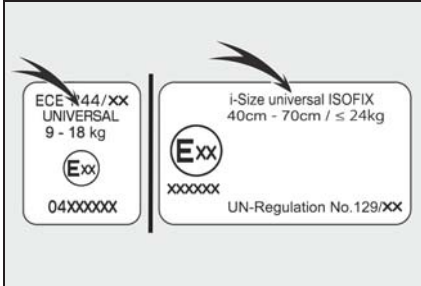 ECE R44/XX
UNIVERSAL
9 - 18 kg
Exx
04XXXXXX
i-Size universal ISOFIX
40cm - 70cm / ≤ 24kg
Exx
XXXXXX
UN-Regulation No.129/XX